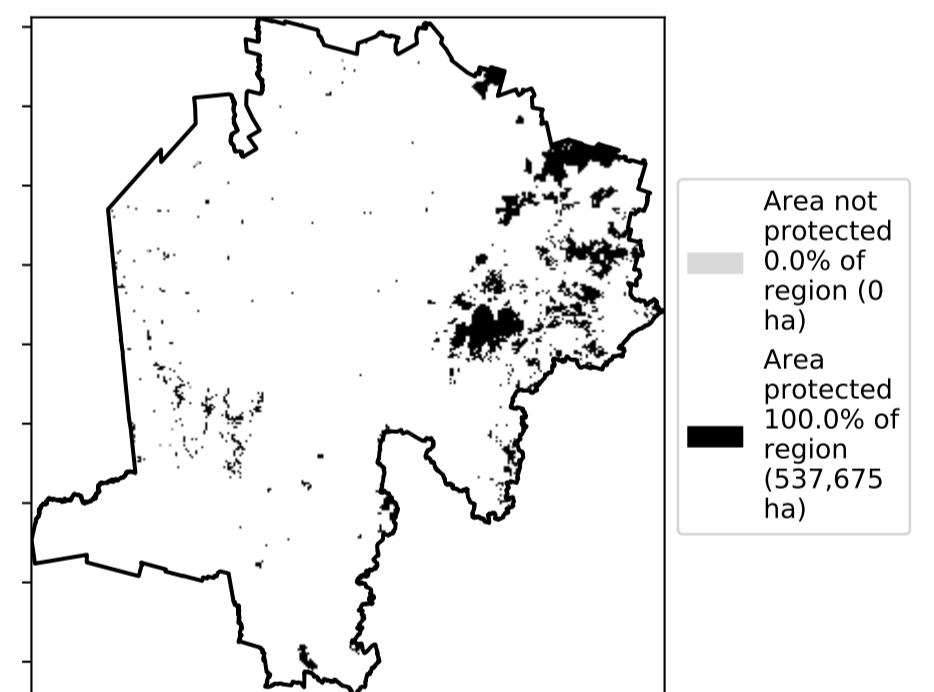 Area not
protected
0.0% of
region (0
ha)
Area
protected
100.0% of
region
(537,675
ha)